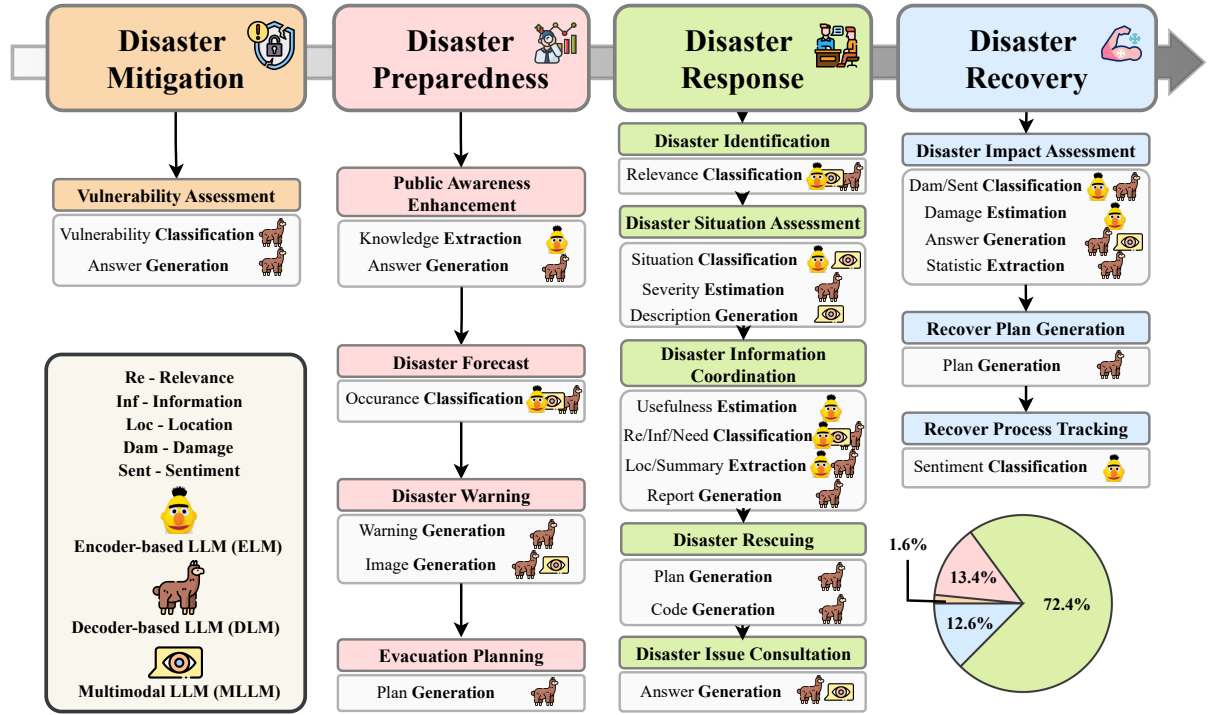 Disaster
Mitigation
Disaster
Preparedness
Disaster
Response
Disaster
Recovery
Vulnerability Assessment
Vulnerability Classification
Answer Generation
Re - Relevance
Inf - Information
Loc - Location
Dam - Damage
Sent - Sentiment
Encoder-based LLM (ELM)
Decoder-based LLM (DLM)
Multimodal LLM (MLLM)
Public Awareness
Enhancement
Knowledge Extraction
Answer Generation
Disaster Forecast
Occurance Classification
Disaster Warning
Warning Generation
Image Generation
Evacuation Planning
Plan Generation
Disaster Identification
Relevance Classification
Disaster Situation Assessment
Situation Classification
Severity Estimation
Description Generation
Disaster Information
Coordination
Usefulness Estimation
Re/Inf/Need Classification
Loc/Summary Extraction
Report Generation
Disaster Rescuing
Plan Generation
Code Generation
Disaster Issue Consultation
Answer Generation
Disaster Impact Assessment
Dam/Sent Classification
Damage Estimation
Answer Generation
Statistic Extraction
Recover Plan Generation
Plan Generation
Recover Process Tracking
Sentiment Classification
1.6%
13.4%
72.4%
12.6%